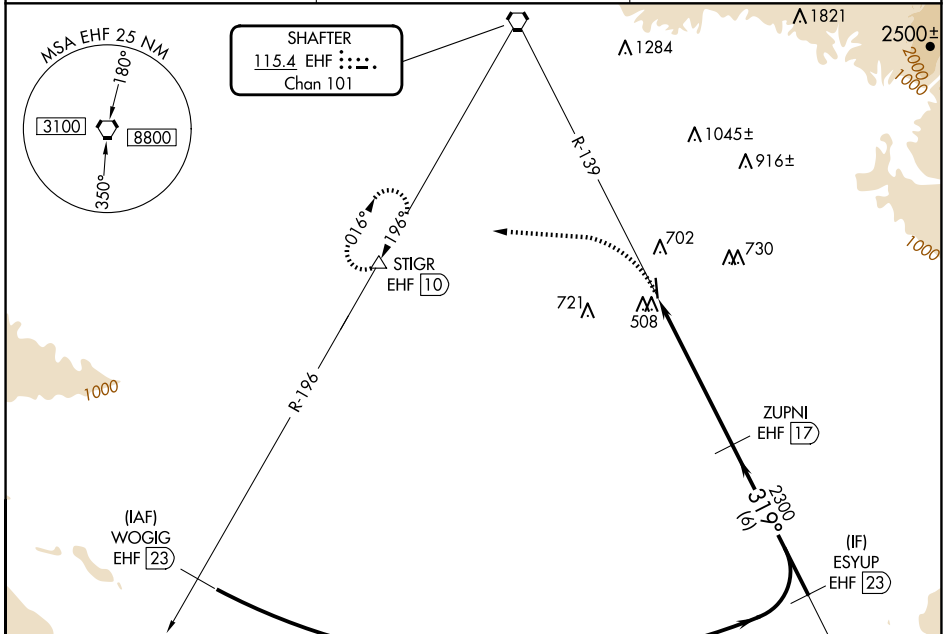 MSA EHF 25 NM
180°
3100
8800
350°
SHAFTER
115.4 EHF
Chan 101
1821
1284
2500±
2000
1000
1045±
916±
R-139
016°
196°
STIGR
EHF 10
702
730
721
508
1000
1000
R-196
ZUPNI
EHF 17
2300
319°
(6)
(IAF)
WOGIG
EHF 23
(IF)
ESYUP
EHF 23